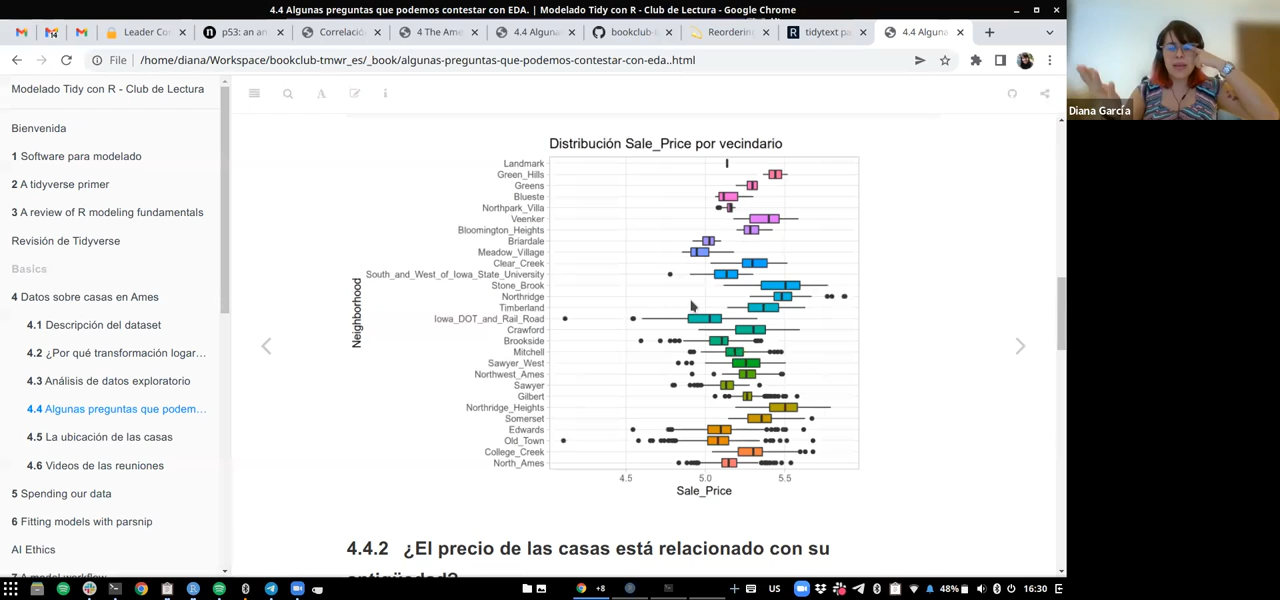 4.4 Algunas preguntas que podemos contestar con EDA. | Modelado Tidy con R - Club de Lectura - Google Chrome
Leader Co
p53: an an
Correlació
4 The Ame
4.4 Alguna
bookclub-
Reordering
tidytext pa
4.4 Alguna
File
/home/diana/Workspace/bookclub-tmwr_es/_book/algunas-preguntas-que-podemos-contestar-con-eda..html
Diana García
Modelado Tidy con R - Club de Lectura
Bienvenida
1 Software para modelado
2 A tidyverse primer
3 A review of R modeling fundamentals
Revisión de Tidyverse
Basics
4 Datos sobre casas en Ames
4.1 Descripción del dataset
4.2 ¿Por qué transformación logar…
4.3 Análisis de datos exploratorio
4.4 Algunas preguntas que podem…
4.5 La ubicación de las casas
4.6 Videos de las reuniones
5 Spending our data
6 Fitting models with parsnip
AI Ethics
7 A model workflow
Distribución Sale_Price por vecindario
Neighborhood
Landmark
Green_Hills
Greens
Blueste
Northpark_Villa
Veenker
Bloomington_Heights
Briardale
Meadow_Village
Clear_Creek
South_and_West_of_Iowa_State_University
Stone_Brook
Northridge
Timberland
Iowa_DOT_and_Rail_Road
Crawford
Brookside
Mitchell
Sawyer_West
Northwest_Ames
Sawyer
Gilbert
Northridge_Heights
Somerset
Edwards
Old_Town
College_Creek
North_Ames
4.5 5.0 5.5
Sale_Price
4.4.2 ¿El precio de las casas está relacionado con su
antigüedad?
+8
US
48%
16:30